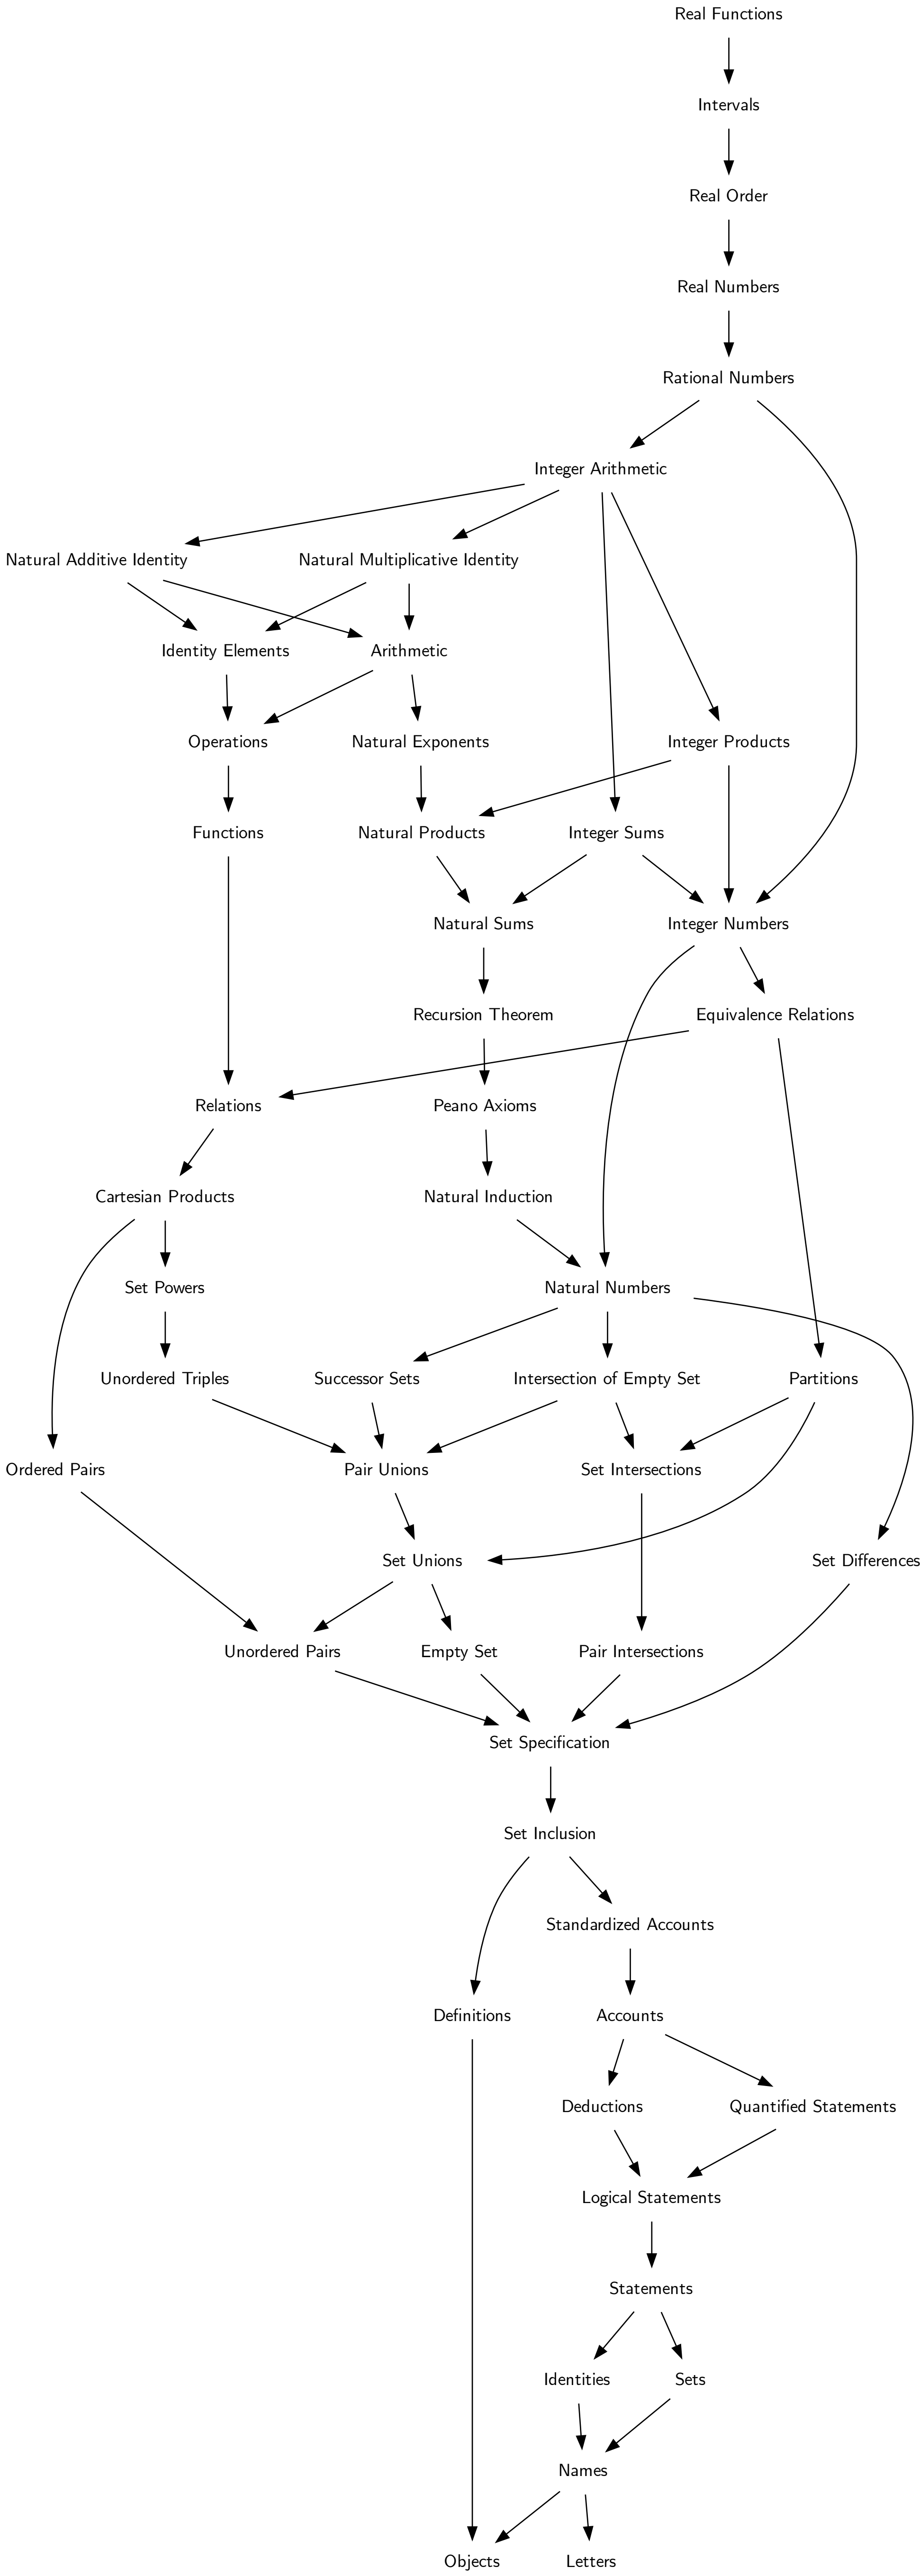 Real Functions
Intervals
Real Order
Real Numbers
Rational Numbers
Integer Arithmetic
Natural Additive Identity
Natural Multiplicative Identity
Identity Elements
Arithmetic
Operations
Natural Exponents
Integer Products
Functions
Natural Products
Integer Sums
Natural Sums
Integer Numbers
Recursion Theorem
Equivalence Relations
Relations
Peano Axioms
Cartesian Products
Natural Induction
Set Powers
Natural Numbers
Unordered Triples
Successor Sets
Intersection of Empty Set
Partitions
Ordered Pairs
Pair Unions
Set Intersections
Set Unions
Set Differences
Unordered Pairs
Empty Set
Pair Intersections
Set Specification
Set Inclusion
Standardized Accounts
Definitions
Accounts
Deductions
Quantified Statements
Logical Statements
Statements
Identities
Sets
Names
Objects
Letters